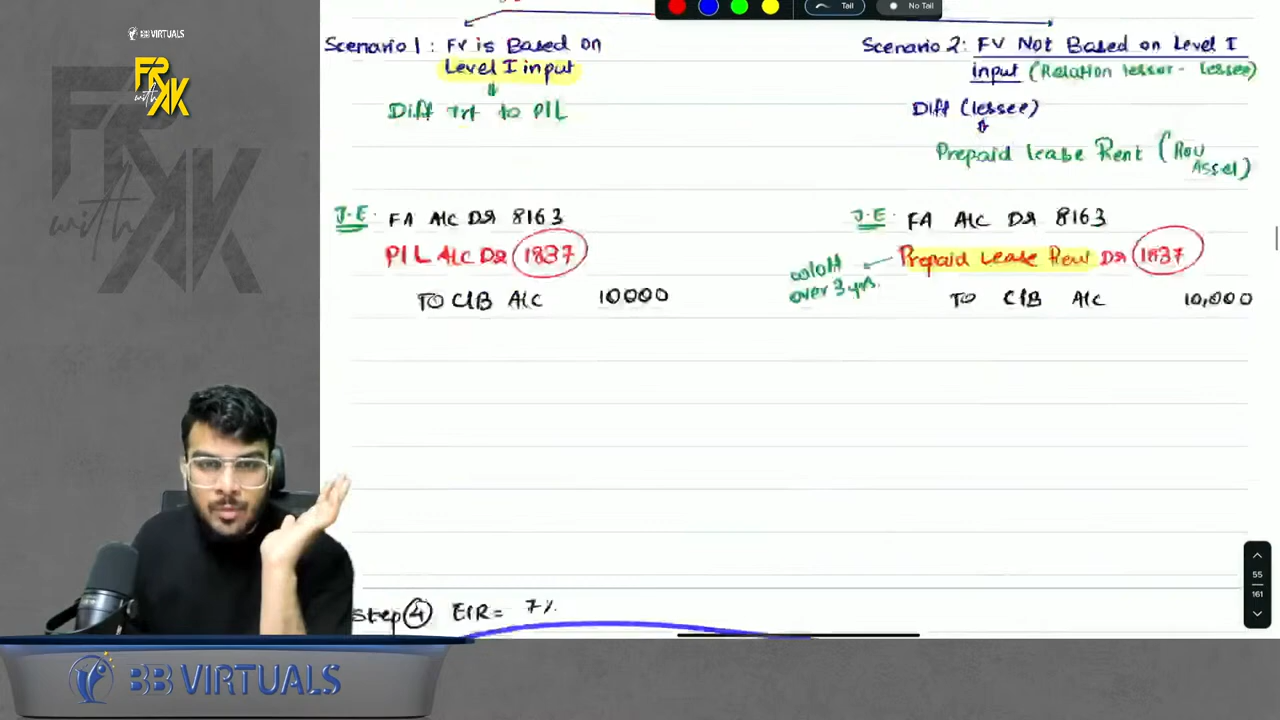 Tail
No Tail
BB VIRTUALS
FR
with
AK
FR
with
AK
Scenario 1 : FV is Based on
Level I input
Diff Trf to P|L
J.E. FA A/c Dr 8163
P|L A/c Dr 1837
To C|B A/c 10000
Scenario 2: FV Not Based on Level I
input (Relation lessor - lessee)
Diff (lessee)
Prepaid lease Rent (ROU
Asset)
J.E. FA A/c Dr 8163
Prepaid Lease Rent Dr 1837
w/off
over 3 yrs.
To C|B A/c 10,000
Step 4 EIR = 7%.
55
161
BB VIRTUALS